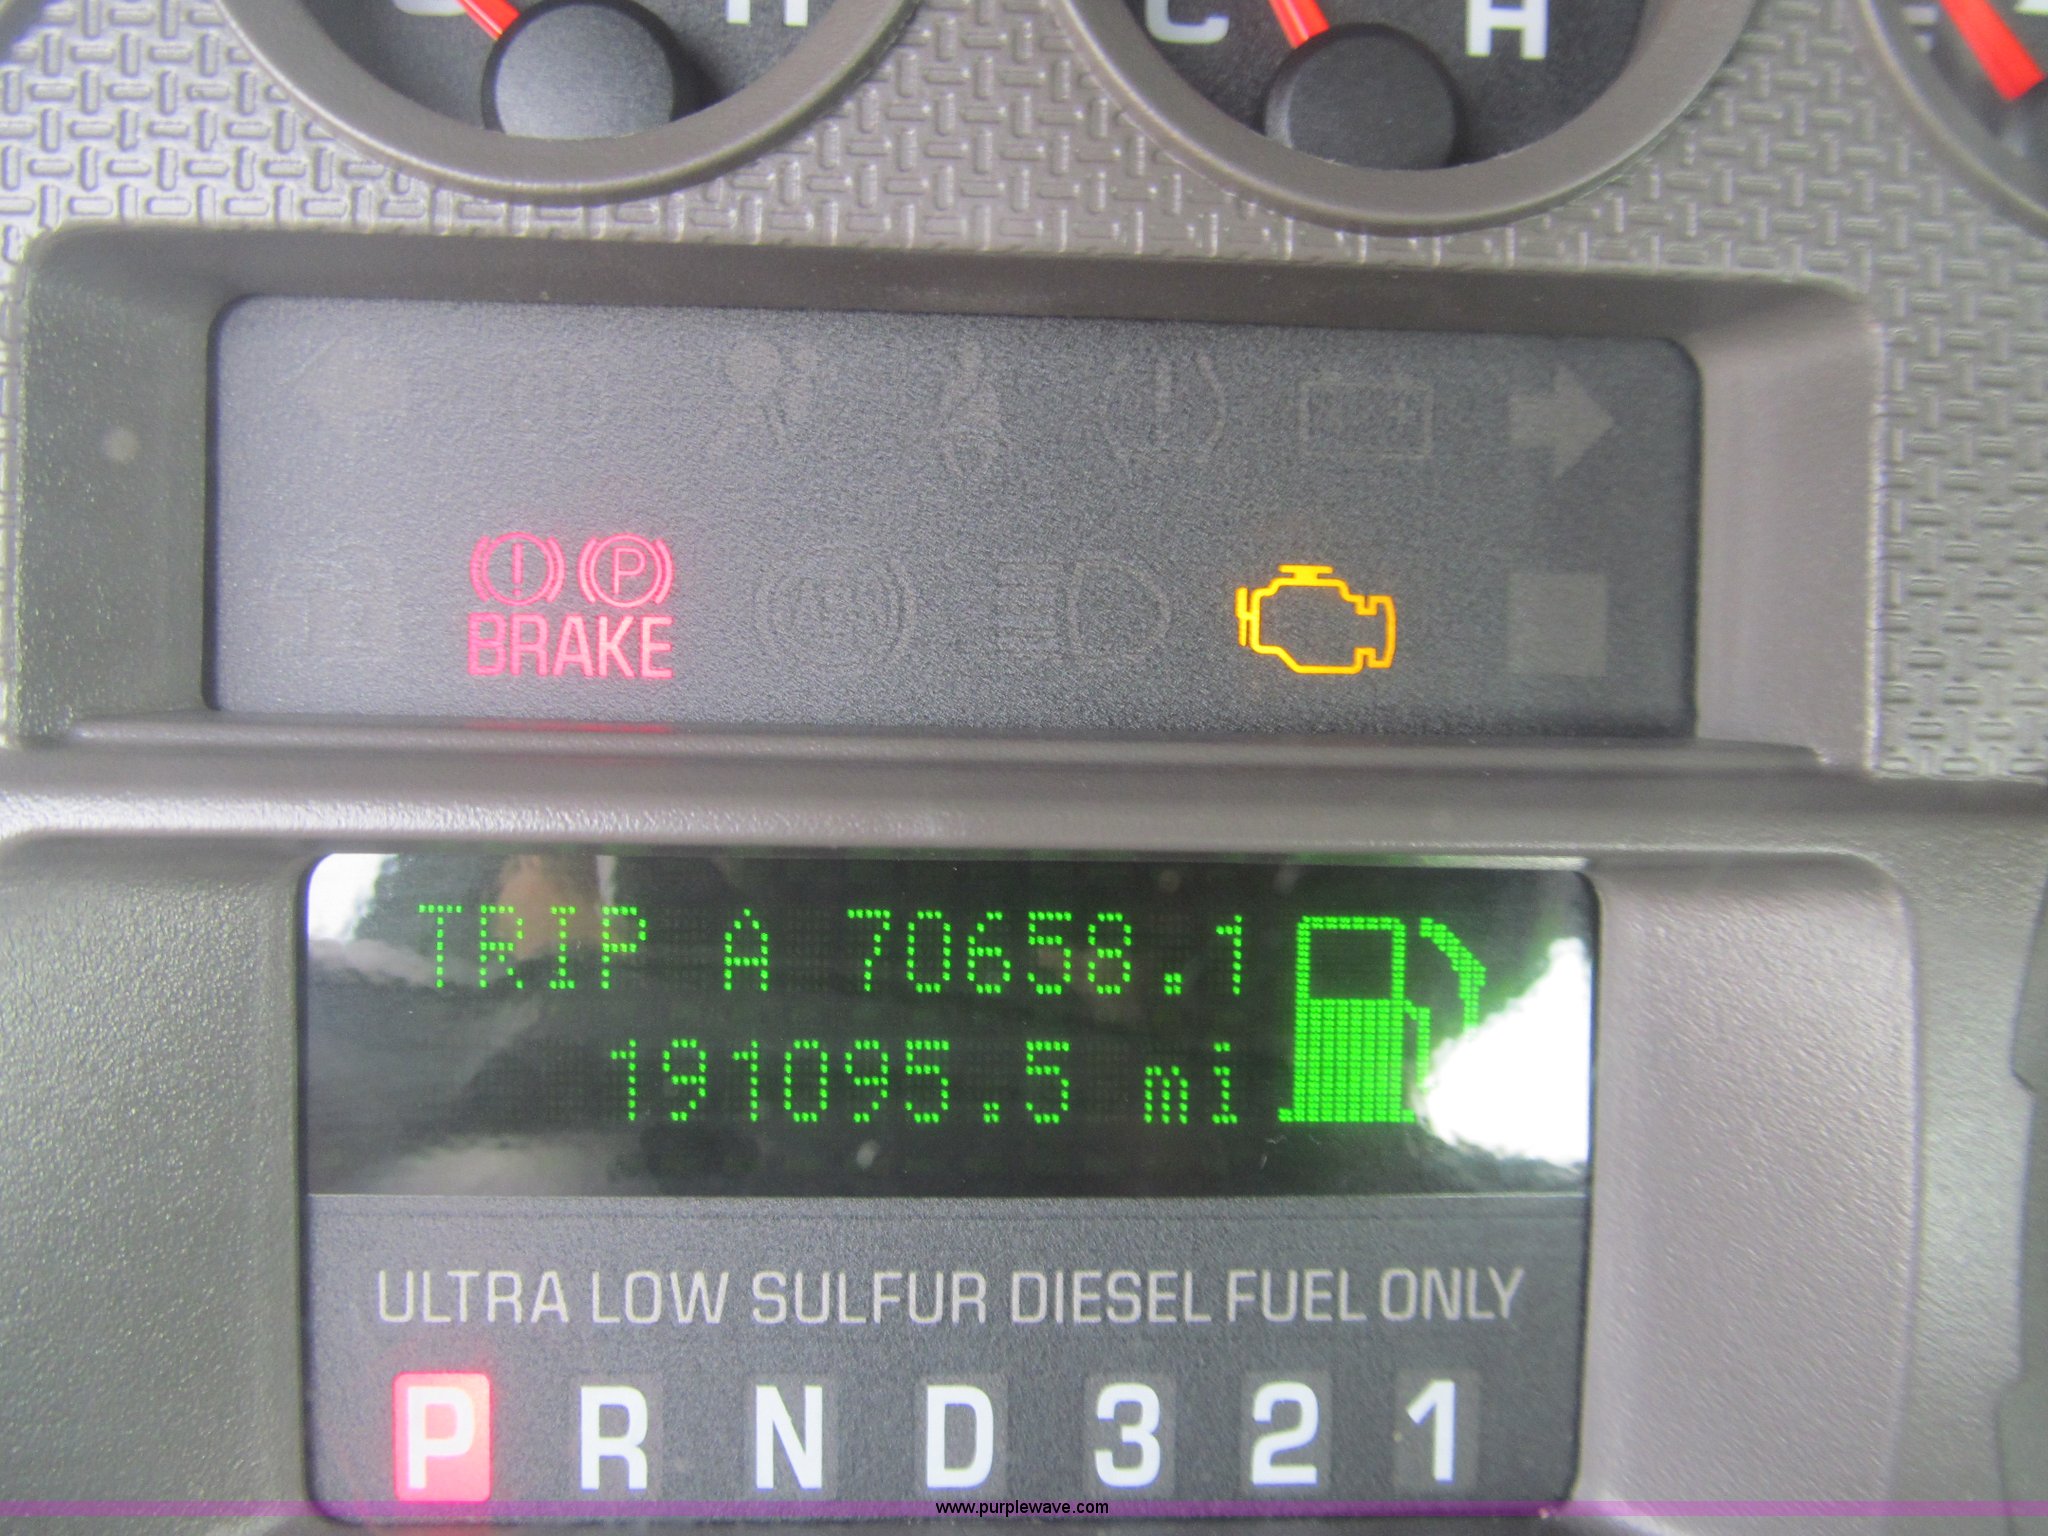 C H
H
BRAKE
TRIP A 70658.1
191095.5 mi
ULTRA LOW SULFUR DIESEL FUEL ONLY
P R N D 3 2 1
www.purplewave.com